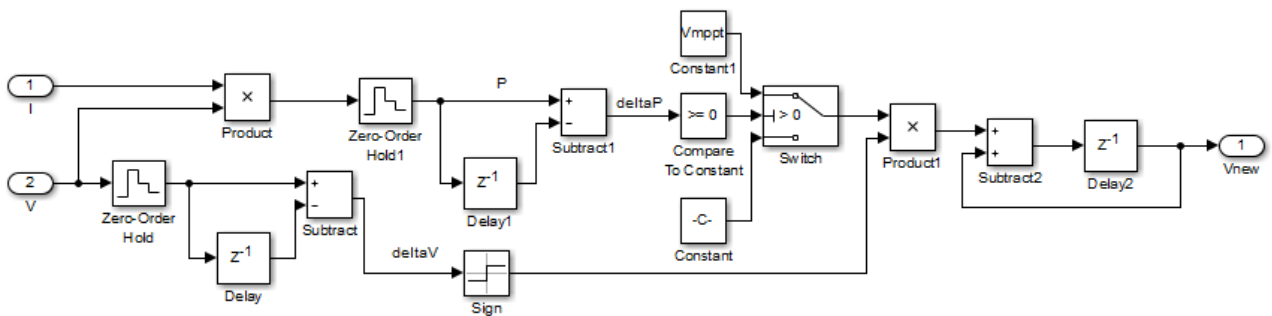 1
I
×
Product
Zero-Order
Hold1
P
+
−
Subtract1
z-1
Delay1
deltaP
>= 0
Compare
To Constant
Vmppt
Constant1
> 0
Switch
-C-
Constant
×
Product1
+
+
Subtract2
z-1
Delay2
1
Vnew
2
V
Zero-Order
Hold
+
−
Subtract
z-1
Delay
deltaV
Sign